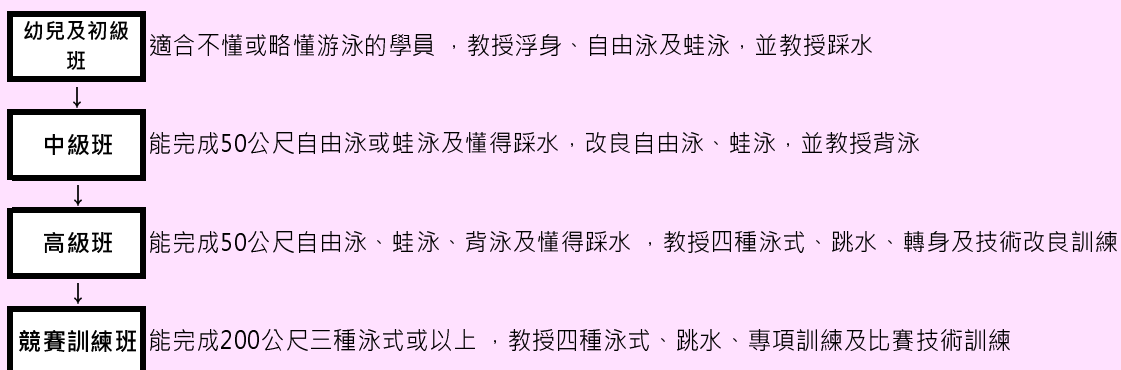 幼兒及初級
班
適合不懂或略懂游泳的學員 ，教授浮身、自由泳及蛙泳，並教授踩水
↓
中級班
能完成50公尺自由泳或蛙泳及懂得踩水，改良自由泳、蛙泳，並教授背泳
↓
高級班
能完成50公尺自由泳、蛙泳、背泳及懂得踩水 ，教授四種泳式、跳水、轉身及技術改良訓練
↓
競賽訓練班
能完成200公尺三種泳式或以上 ，教授四種泳式、跳水、專項訓練及比賽技術訓練